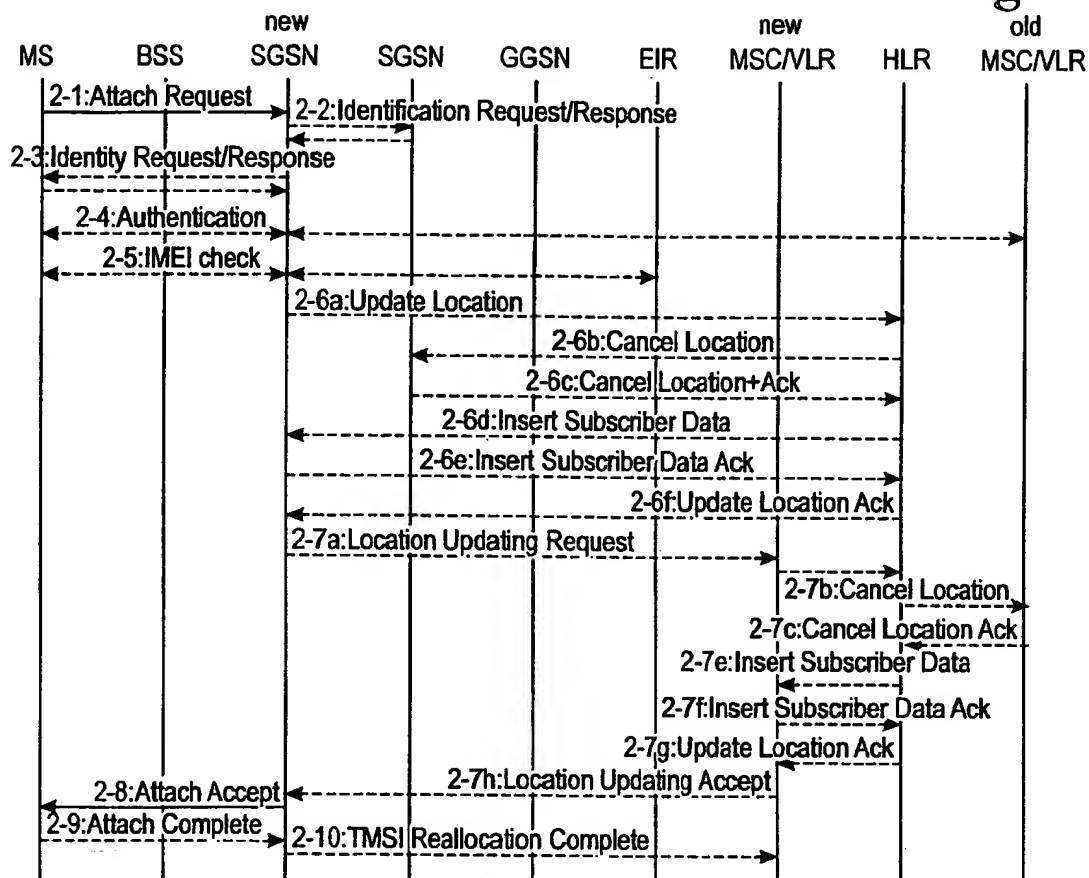 g
new new old
MS BSS SGSN SGSN GGSN EIR MSC/VLR HLR MSC/VLR
2-1:Attach Request
2-2:Identification Request/Response
2-3:Identity Request/Response
2-4:Authentication
2-5:IMEI check
2-6a:Update Location
2-6b:Cancel Location
2-6c:Cancel Location+Ack
2-6d:Insert Subscriber Data
2-6e:Insert Subscriber Data Ack
2-6f:Update Location Ack
2-7a:Location Updating Request
2-7b:Cancel Location
2-7c:Cancel Location Ack
2-7e:Insert Subscriber Data
2-7f:Insert Subscriber Data Ack
2-7g:Update Location Ack
2-7h:Location Updating Accept
2-8:Attach Accept
2-9:Attach Complete
2-10:TMSI Reallocation Complete